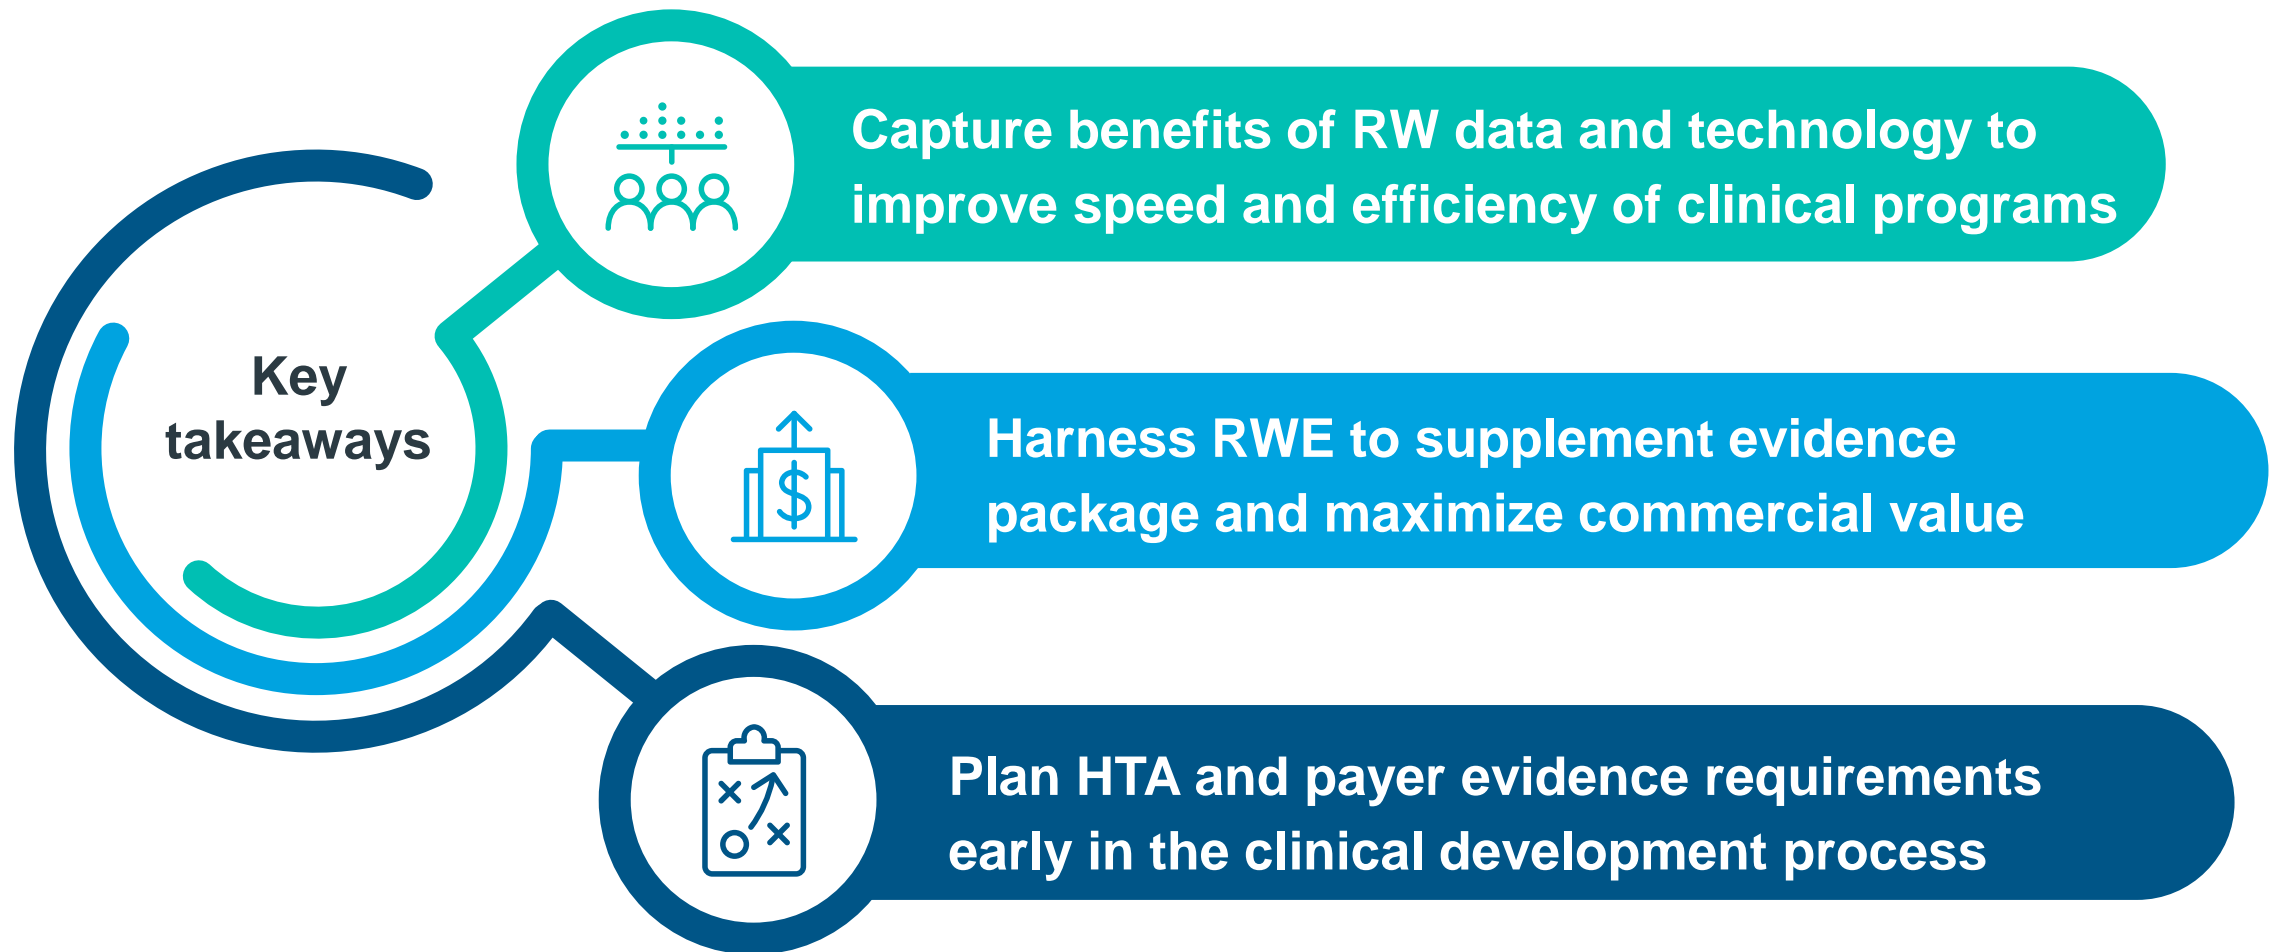 Key
takeaways
Capture benefits of RW data and technology to
improve speed and efficiency of clinical programs
Harness RWE to supplement evidence
package and maximize commercial value
Plan HTA and payer evidence requirements
early in the clinical development process